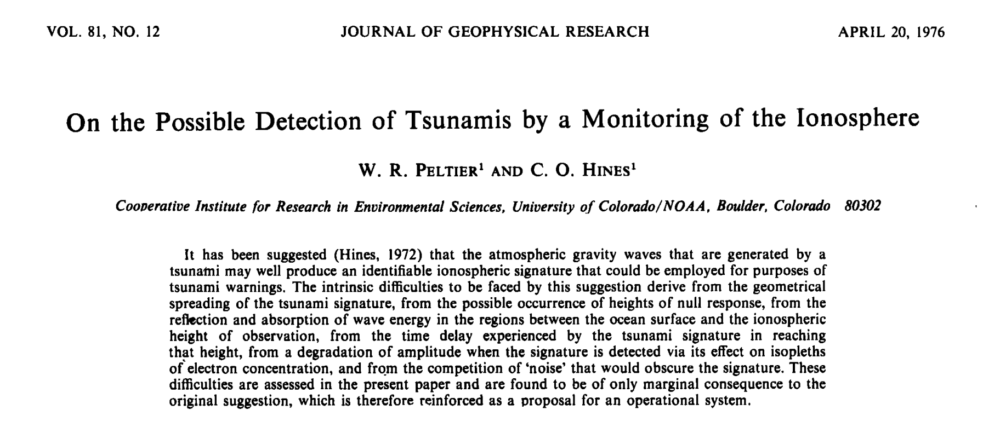 VOL. 81, NO. 12 JOURNAL OF GEOPHYSICAL RESEARCH APRIL 20, 1976
On the Possible Detection of Tsunamis by a Monitoring of the Ionosphere
W. R. PELTIER¹ AND C. O. HINES¹
Cooperative Institute for Research in Environmental Sciences, University of Colorado/NOAA, Boulder, Colorado 80302
It has been suggested (Hines, 1972) that the atmospheric gravity waves that are generated by a
tsunami may well produce an identifiable ionospheric signature that could be employed for purposes of
tsunami warnings. The intrinsic difficulties to be faced by this suggestion derive from the geometrical
spreading of the tsunami signature, from the possible occurrence of heights of null response, from the
reflection and absorption of wave energy in the regions between the ocean surface and the ionospheric
height of observation, from the time delay experienced by the tsunami signature in reaching
that height, from a degradation of amplitude when the signature is detected via its effect on isopleths
of electron concentration, and from the competition of 'noise' that would obscure the signature. These
difficulties are assessed in the present paper and are found to be of only marginal consequence to the
original suggestion, which is therefore reinforced as a proposal for an operational system.